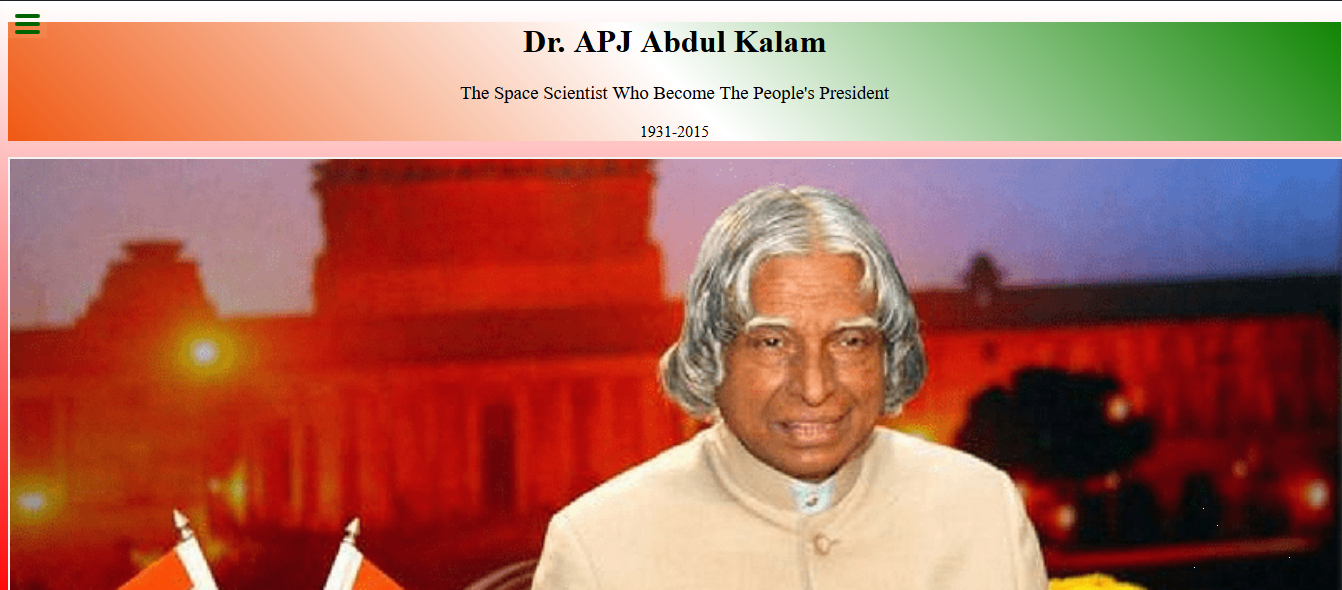 Dr. APJ Abdul Kalam
The Space Scientist Who Become The People's President
1931-2015